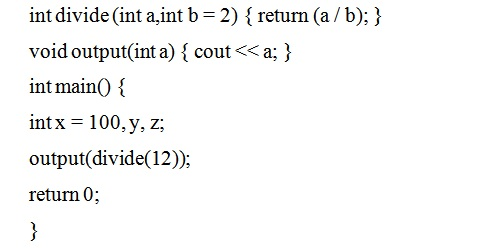 int divide (int a,int b = 2) { return (a / b); }
void output(int a) { cout << a; }
int main() {
int x = 100, y, z;
output(divide(12));
return 0;
}